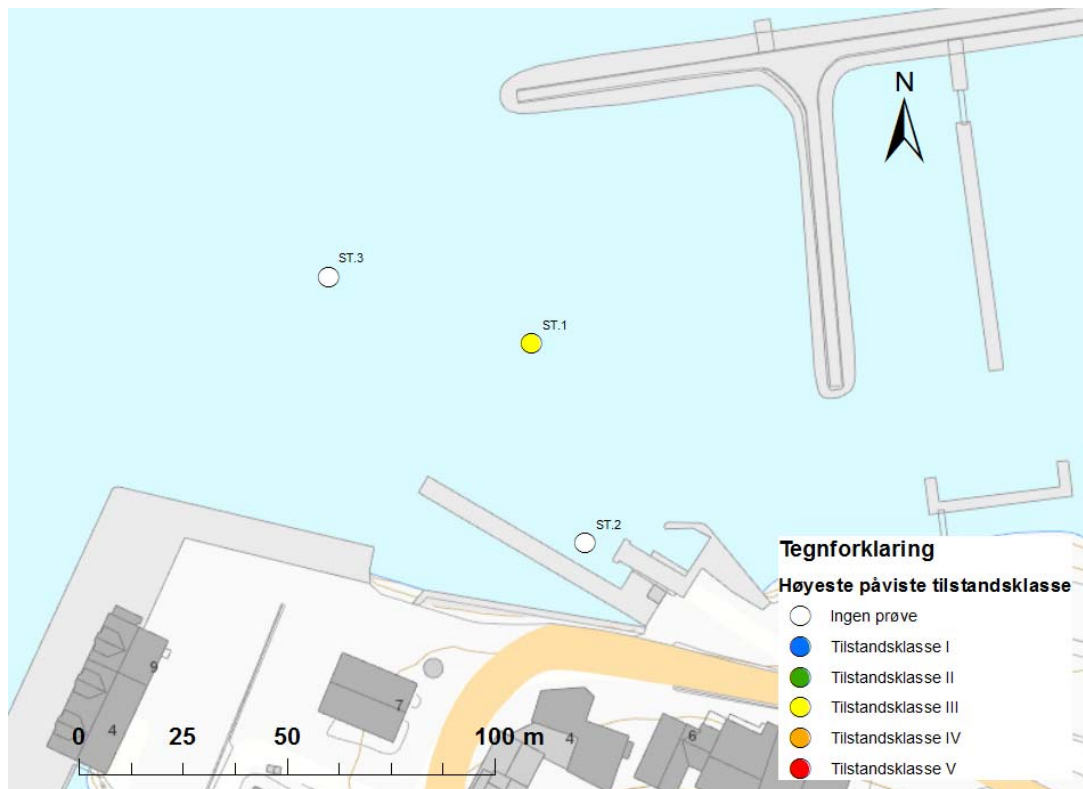 N
ST.3
ST.1
ST.2
Tegnforklaring
Høyeste påviste tilstandsklasse
Ingen prøve
Tilstandsklasse I
Tilstandsklasse II
Tilstandsklasse III
Tilstandsklasse IV
Tilstandsklasse V
9
7
4
4
6
0 25 50 100 m